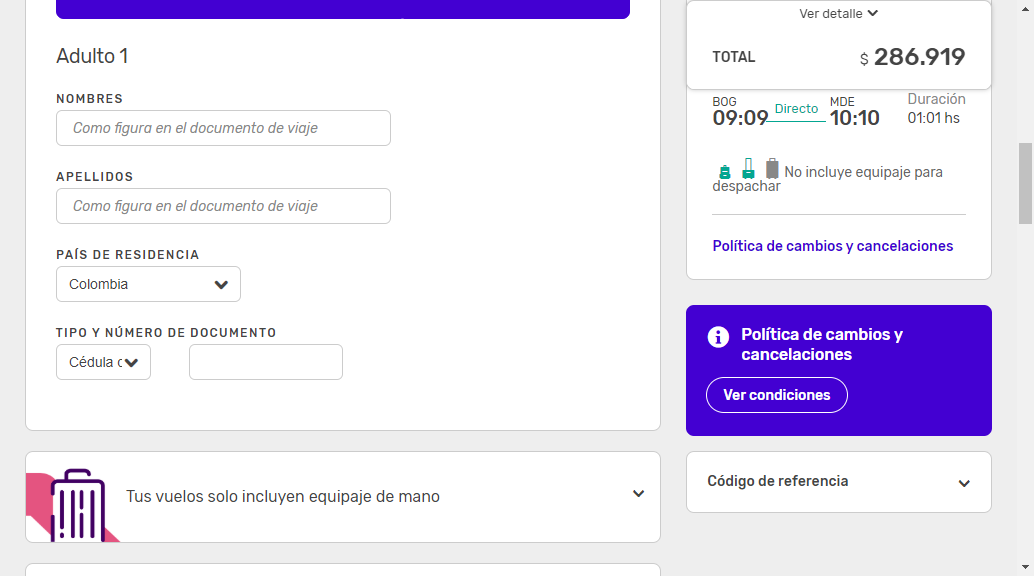 Adulto 1
NOMBRES
Como figura en el documento de viaje
APELLIDOS
Como figura en el documento de viaje
PAÍS DE RESIDENCIA
Colombia
TIPO Y NÚMERO DE DOCUMENTO
Cédula c
Tus vuelos solo incluyen equipaje de mano
Ver detalle
TOTAL $ 286.919
BOG Directo MDE Duración
09:09 10:10 01:01 hs
No incluye equipaje para
despachar
Política de cambios y cancelaciones
Política de cambios y
cancelaciones
Ver condiciones
Código de referencia